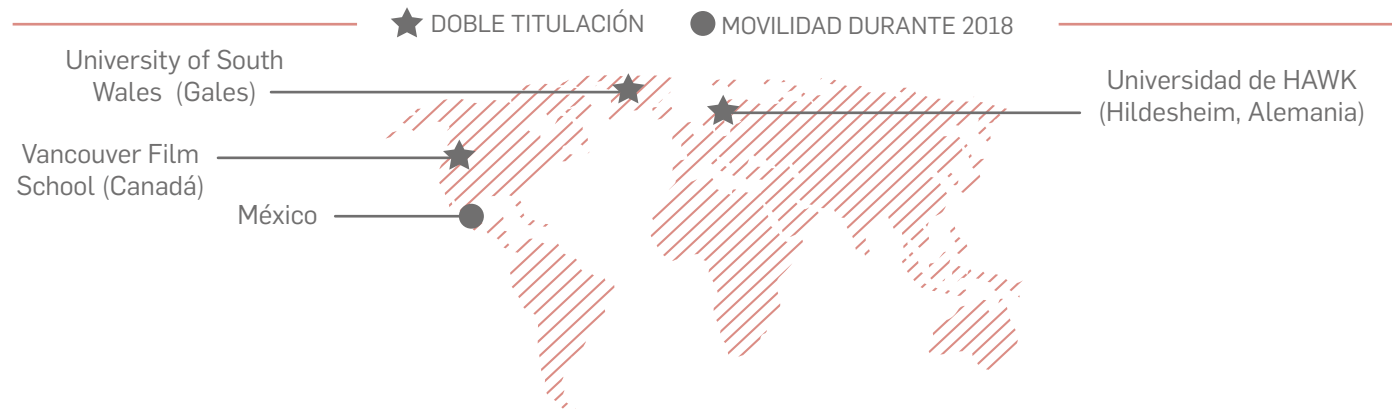 DOBLE TITULACIÓN
MOVILIDAD DURANTE 2018
University of South
Wales (Gales)
Universidad de HAWK
(Hildesheim, Alemania)
Vancouver Film
School (Canadá)
México